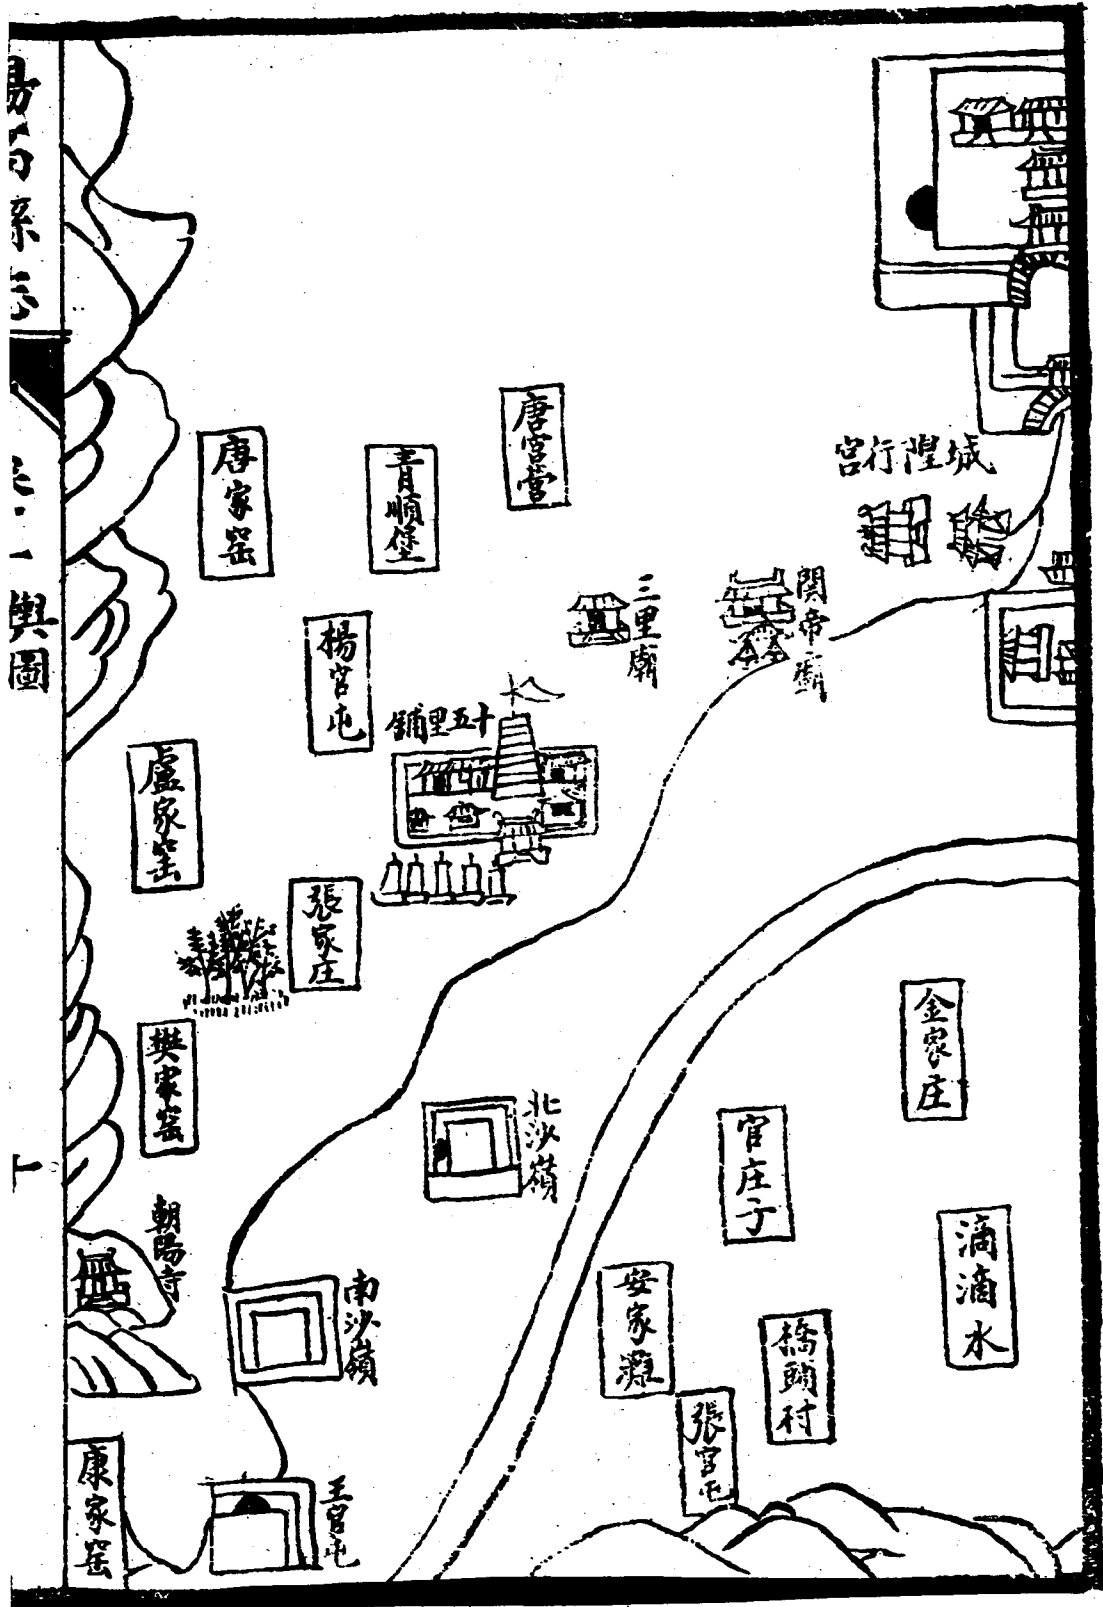 陽高縣志
卷之一
輿圖
十
城隍行宮
關帝廟
三里廟
唐官營
青順堡
唐家窑
楊官屯
十五里鋪
盧家窑
張家庄
樊家窑
朝陽寺
北沙嶺
南沙嶺
王官屯
康家窑
金家庄
官庄子
滴滴水
安家灘
橋頭村
張官屯